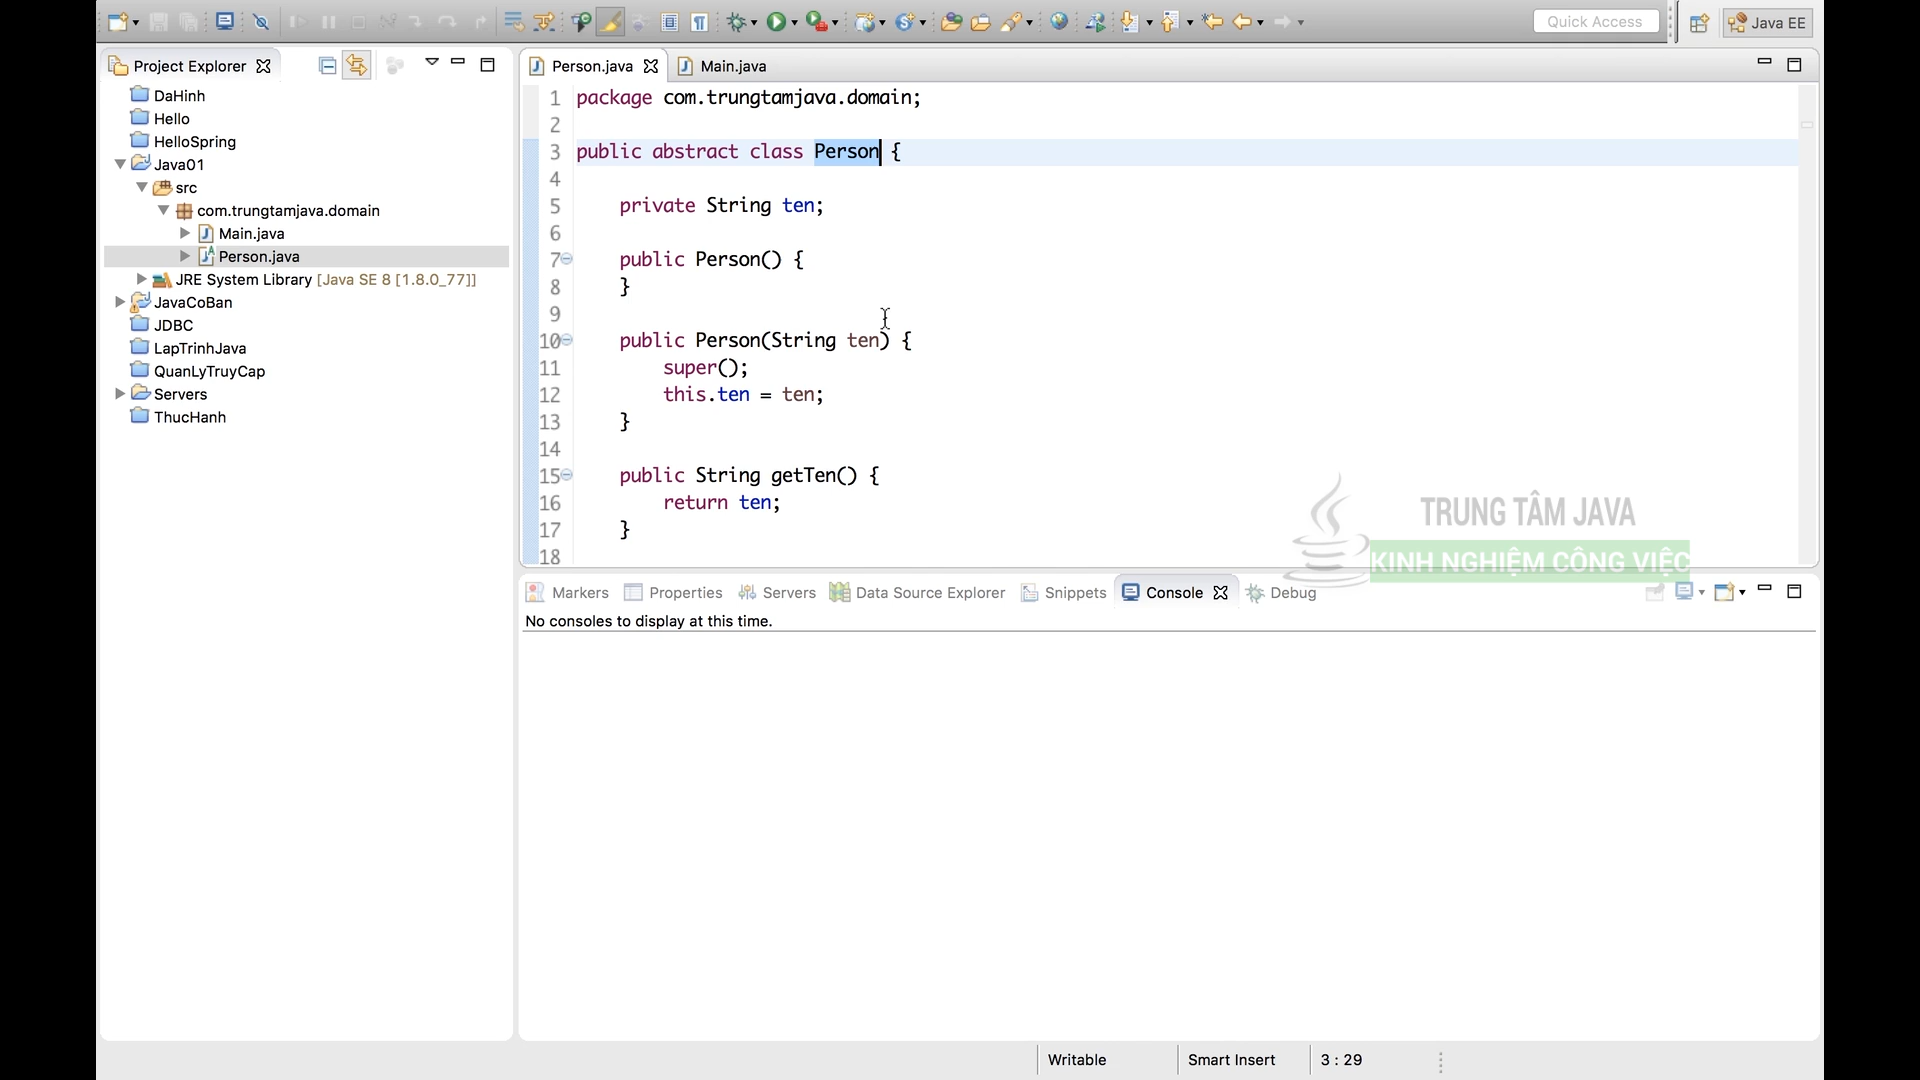 Quick Access
Java EE
Project Explorer
DaHinh
Hello
HelloSpring
Java01
src
com.trungtamjava.domain
Main.java
Person.java
JRE System Library [Java SE 8 [1.8.0_77]]
JavaCoBan
JDBC
LapTrinhJava
QuanLyTruyCap
Servers
ThucHanh
Person.java
Main.java
1 package com.trungtamjava.domain;
2
3 public abstract class Person {
4
5 private String ten;
6
7 public Person() {
8 }
9
10 public Person(String ten) {
11 super();
12 this.ten = ten;
13 }
14
15 public String getTen() {
16 return ten;
17 }
18
TRUNG TÂM JAVA
KINH NGHIỆM CÔNG VIỆC
Markers Properties Servers Data Source Explorer Snippets Console Debug
No consoles to display at this time.
Writable
Smart Insert
3 : 29